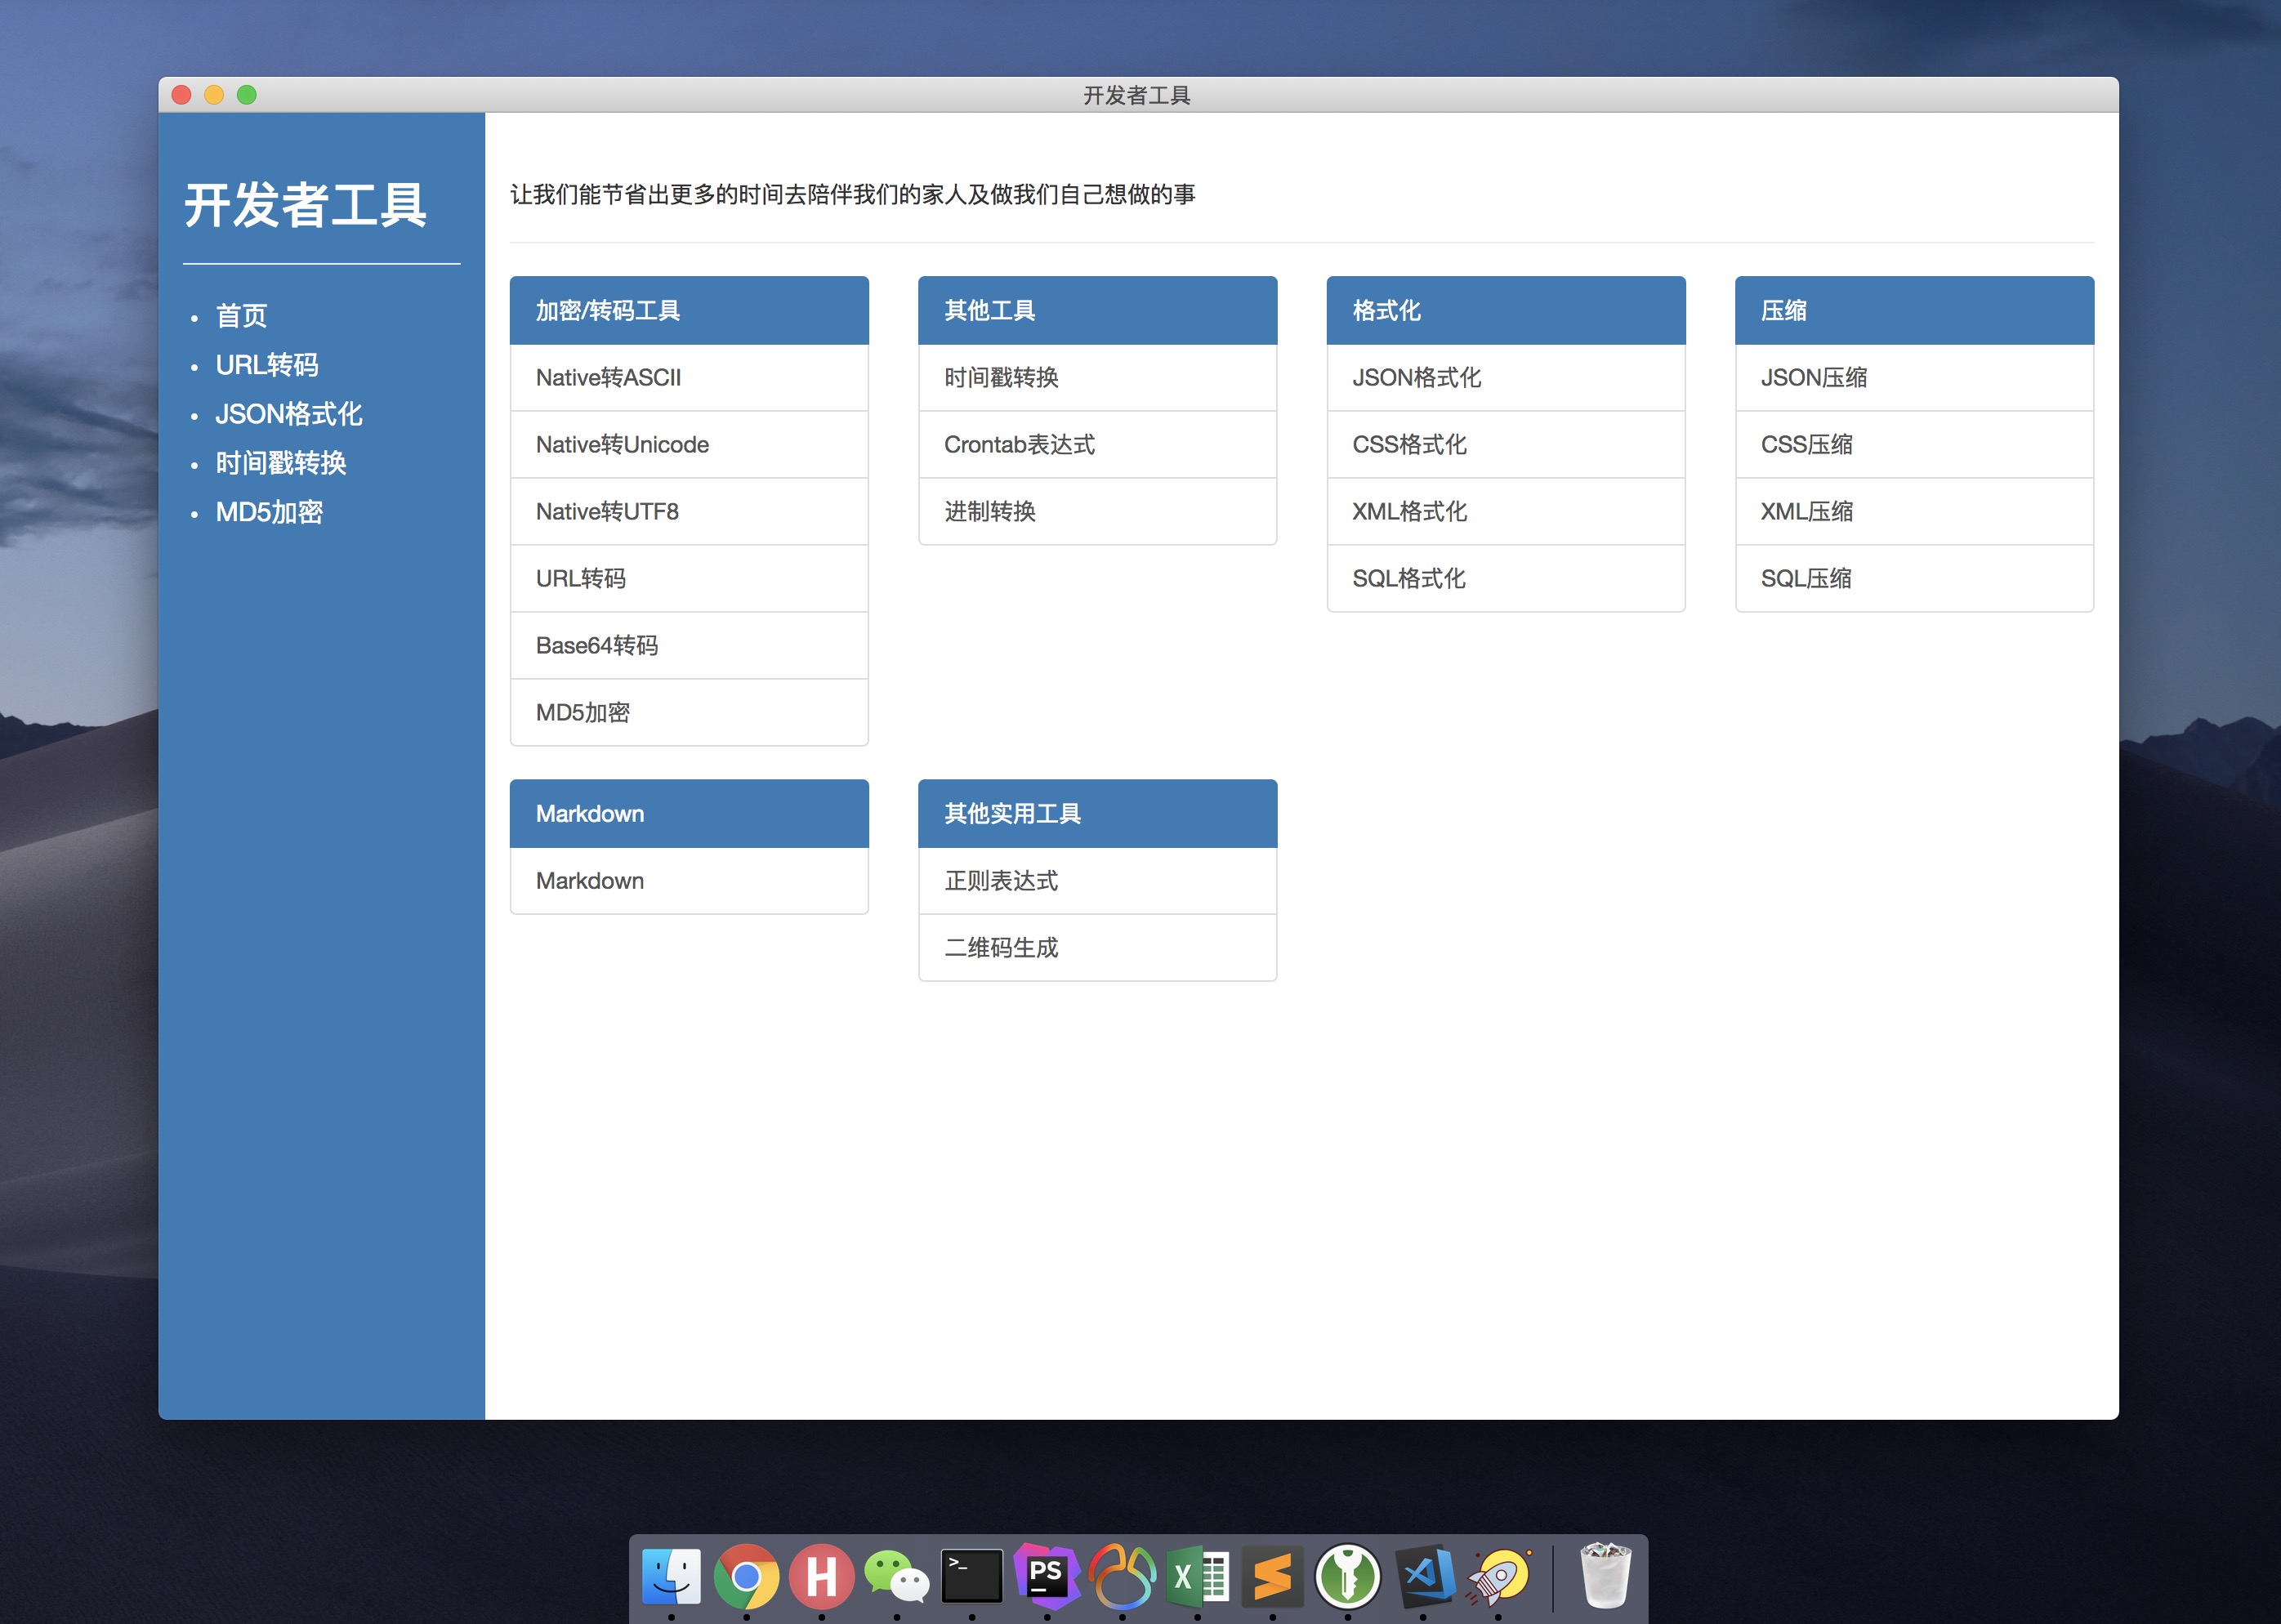 开发者工具
开发者工具
首页
URL转码
JSON格式化
时间戳转换
MD5加密
让我们能节省出更多的时间去陪伴我们的家人及做我们自己想做的事
加密/转码工具
Native转ASCII
Native转Unicode
Native转UTF8
URL转码
Base64转码
MD5加密
其他工具
时间戳转换
Crontab表达式
进制转换
格式化
JSON格式化
CSS格式化
XML格式化
SQL格式化
压缩
JSON压缩
CSS压缩
XML压缩
SQL压缩
Markdown
Markdown
其他实用工具
正则表达式
二维码生成
H
>_
PS
X